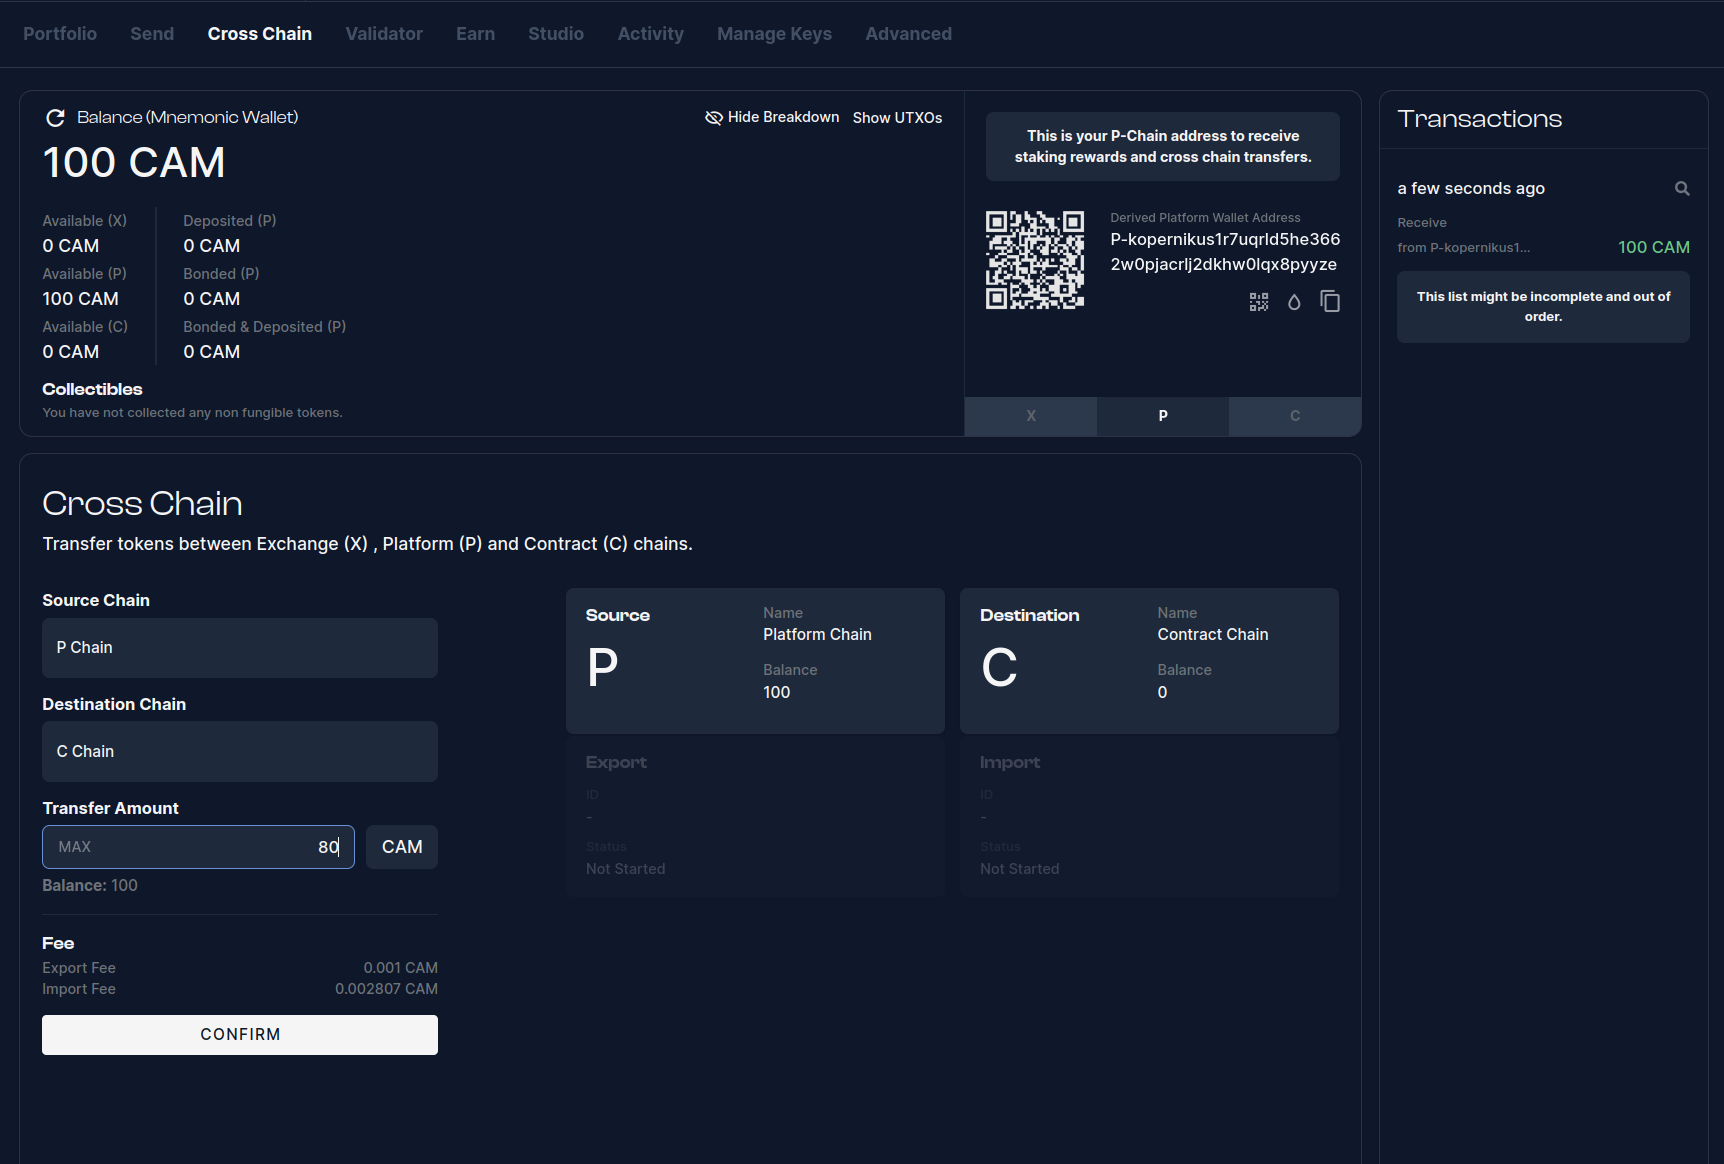 Portfolio Send Cross Chain Validator Earn Studio Activity Manage Keys Advanced
Balance (Mnemonic Wallet)
Hide Breakdown Show UTXOs
100 CAM
Available (X)
0 CAM
Available (P)
100 CAM
Available (C)
0 CAM
Deposited (P)
0 CAM
Bonded (P)
0 CAM
Bonded & Deposited (P)
0 CAM
Collectibles
You have not collected any non fungible tokens.
This is your P-Chain address to receive
staking rewards and cross chain transfers.
Derived Platform Wallet Address
P-kopernikus1r7uqrld5he366
2w0pjacrlj2dkhw0lqx8pyyze
X P C
Transactions
a few seconds ago
Receive
from P-kopernikus1... 100 CAM
This list might be incomplete and out of
order.
Cross Chain
Transfer tokens between Exchange (X) , Platform (P) and Contract (C) chains.
Source Chain
P Chain
Destination Chain
C Chain
Transfer Amount
MAX 80 CAM
Balance: 100
Fee
Export Fee 0.001 CAM
Import Fee 0.002807 CAM
CONFIRM
Source
P
Name
Platform Chain
Balance
100
Export
ID
-
Status
Not Started
Destination
C
Name
Contract Chain
Balance
0
Import
ID
-
Status
Not Started